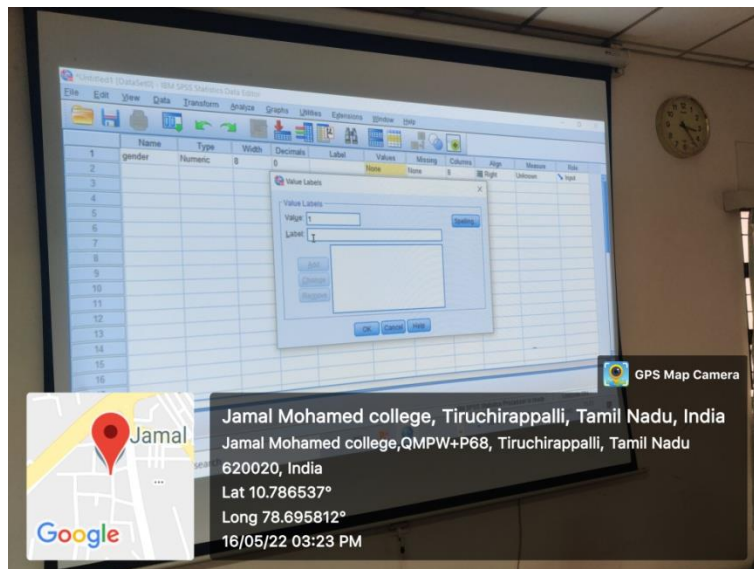 *Untitled1 [DataSet0] - IBM SPSS Statistics Data Editor
File Edit View Data Transform Analyze Graphs Utilities Extensions Window Help
Name Type Width Decimals Label Values Missing Columns Align Measure Role
1 gender Numeric 8 0 None None 8 Right Unknown Input
2
3
4
5
6
7
8
9
10
11
12
13
14
15
16
Value Labels
Value Labels
Value: 1
Spelling...
Label:
Add
Change
Remove
OK Cancel Help
GPS Map Camera
Jamal
Google
Jamal Mohamed college, Tiruchirappalli, Tamil Nadu, India
Jamal Mohamed college,QMPW+P68, Tiruchirappalli, Tamil Nadu
620020, India
Lat 10.786537°
Long 78.695812°
16/05/22 03:23 PM